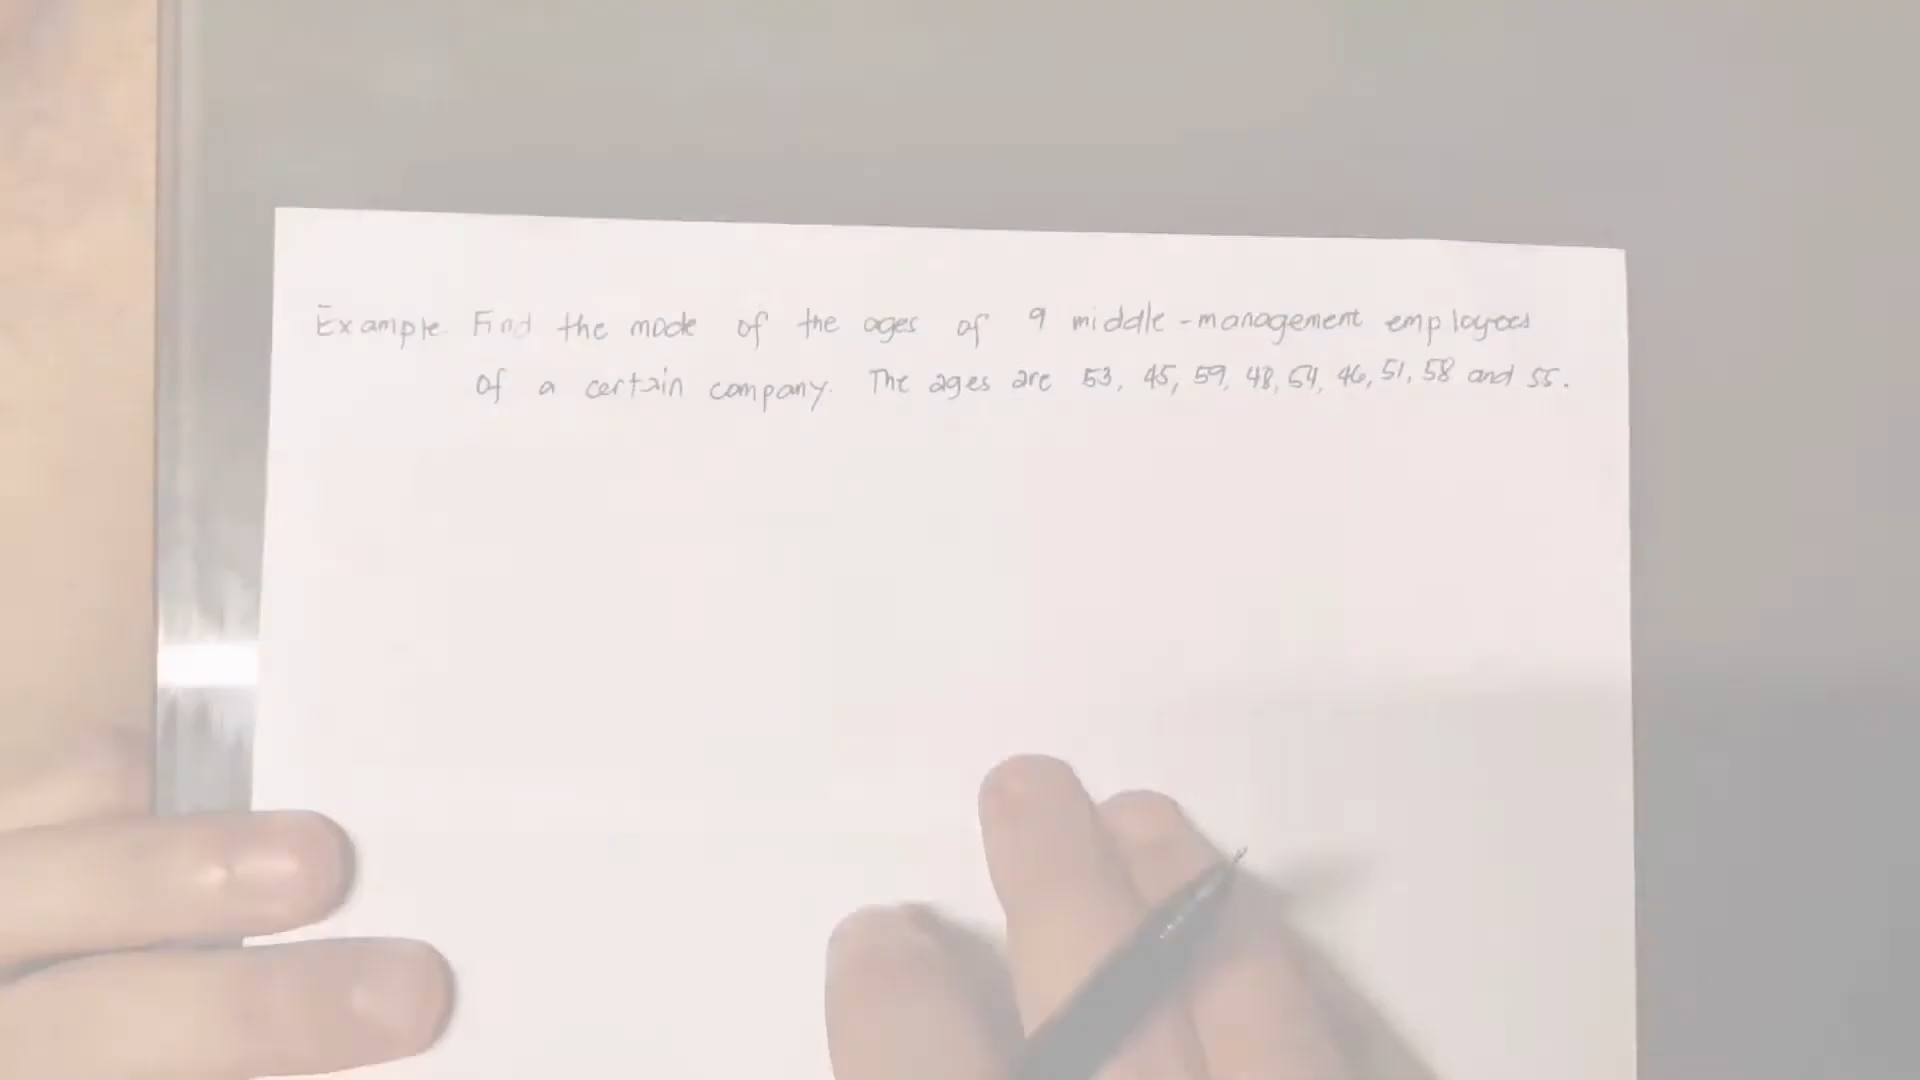 Example. Find the mode of the ages of 9 middle-management employees
of a certain company. The ages are 53, 45, 59, 48, 54, 46, 51, 58 and 55.